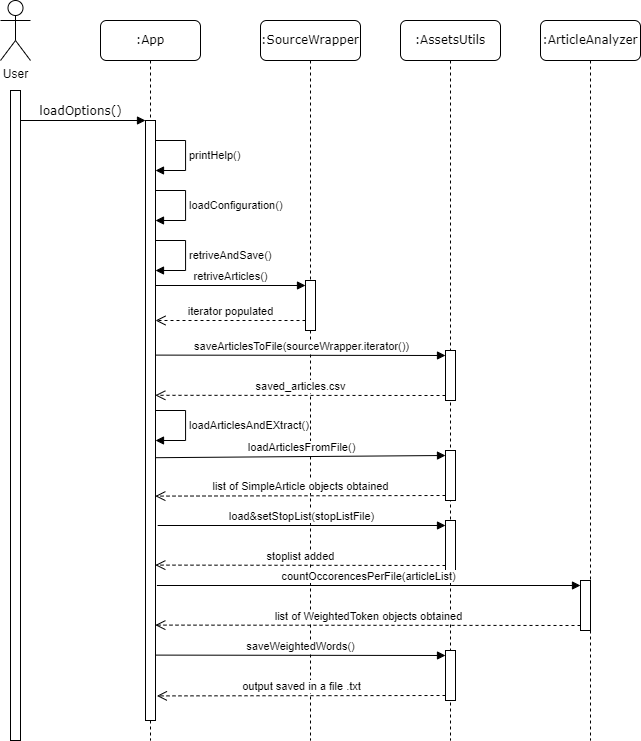 :App
:SourceWrapper
:AssetsUtils
:ArticleAnalyzer
User
loadOptions()
printHelp()
loadConfiguration()
retriveAndSave()
retriveArticles()
iterator populated
saveArticlesToFile(sourceWrapper.iterator())
saved_articles.csv
loadArticlesAndEXtract()
loadArticlesFromFile()
list of SimpleArticle objects obtained
load&setStopList(stopListFile)
stoplist added
countOccorencesPerFile(articleList)
list of WeightedToken objects obtained
saveWeightedWords()
output saved in a file .txt